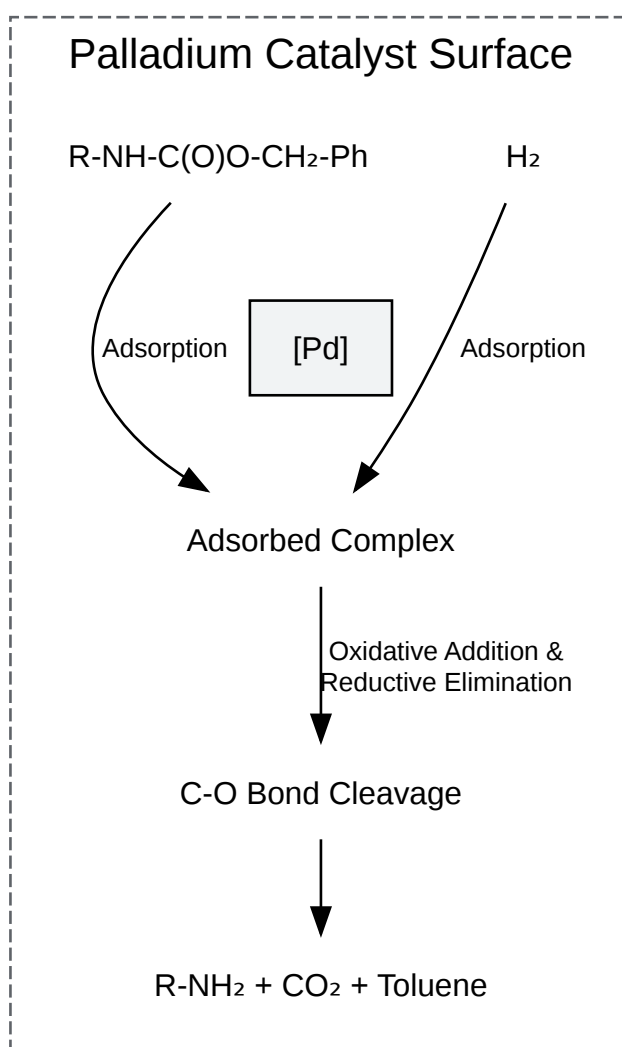 Palladium Catalyst Surface
R-NH-C(O)O-CH₂-Ph
H₂
Adsorption
[Pd]
Adsorption
Adsorbed Complex
Oxidative Addition &
Reductive Elimination
C-O Bond Cleavage
R-NH₂ + CO₂ + Toluene